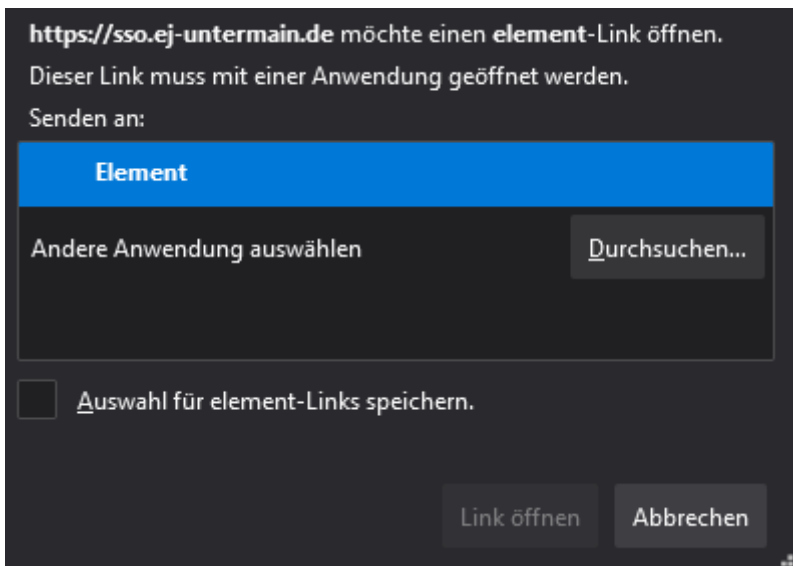 https://sso.ej-untermain.de möchte einen element-Link öffnen.
Dieser Link muss mit einer Anwendung geöffnet werden.
Senden an:
Element
Andere Anwendung auswählen
Durchsuchen...
Auswahl für element-Links speichern.
Link öffnen
Abbrechen